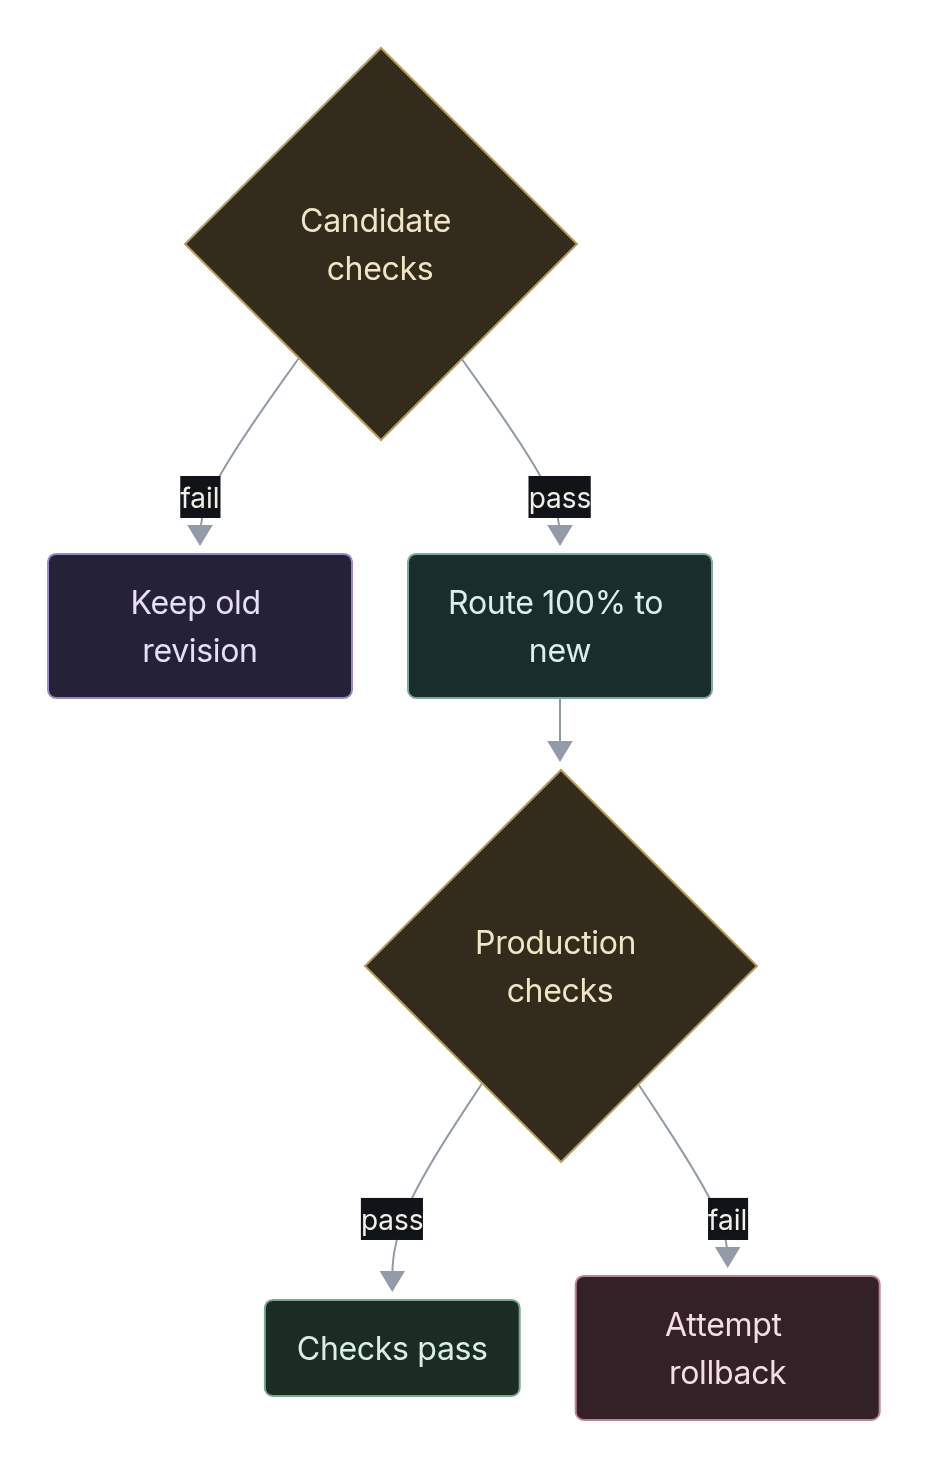 Candidate
checks
fail
pass
Keep old
revision
Route 100% to
new
Production
checks
pass
fail
Checks pass
Attempt
rollback